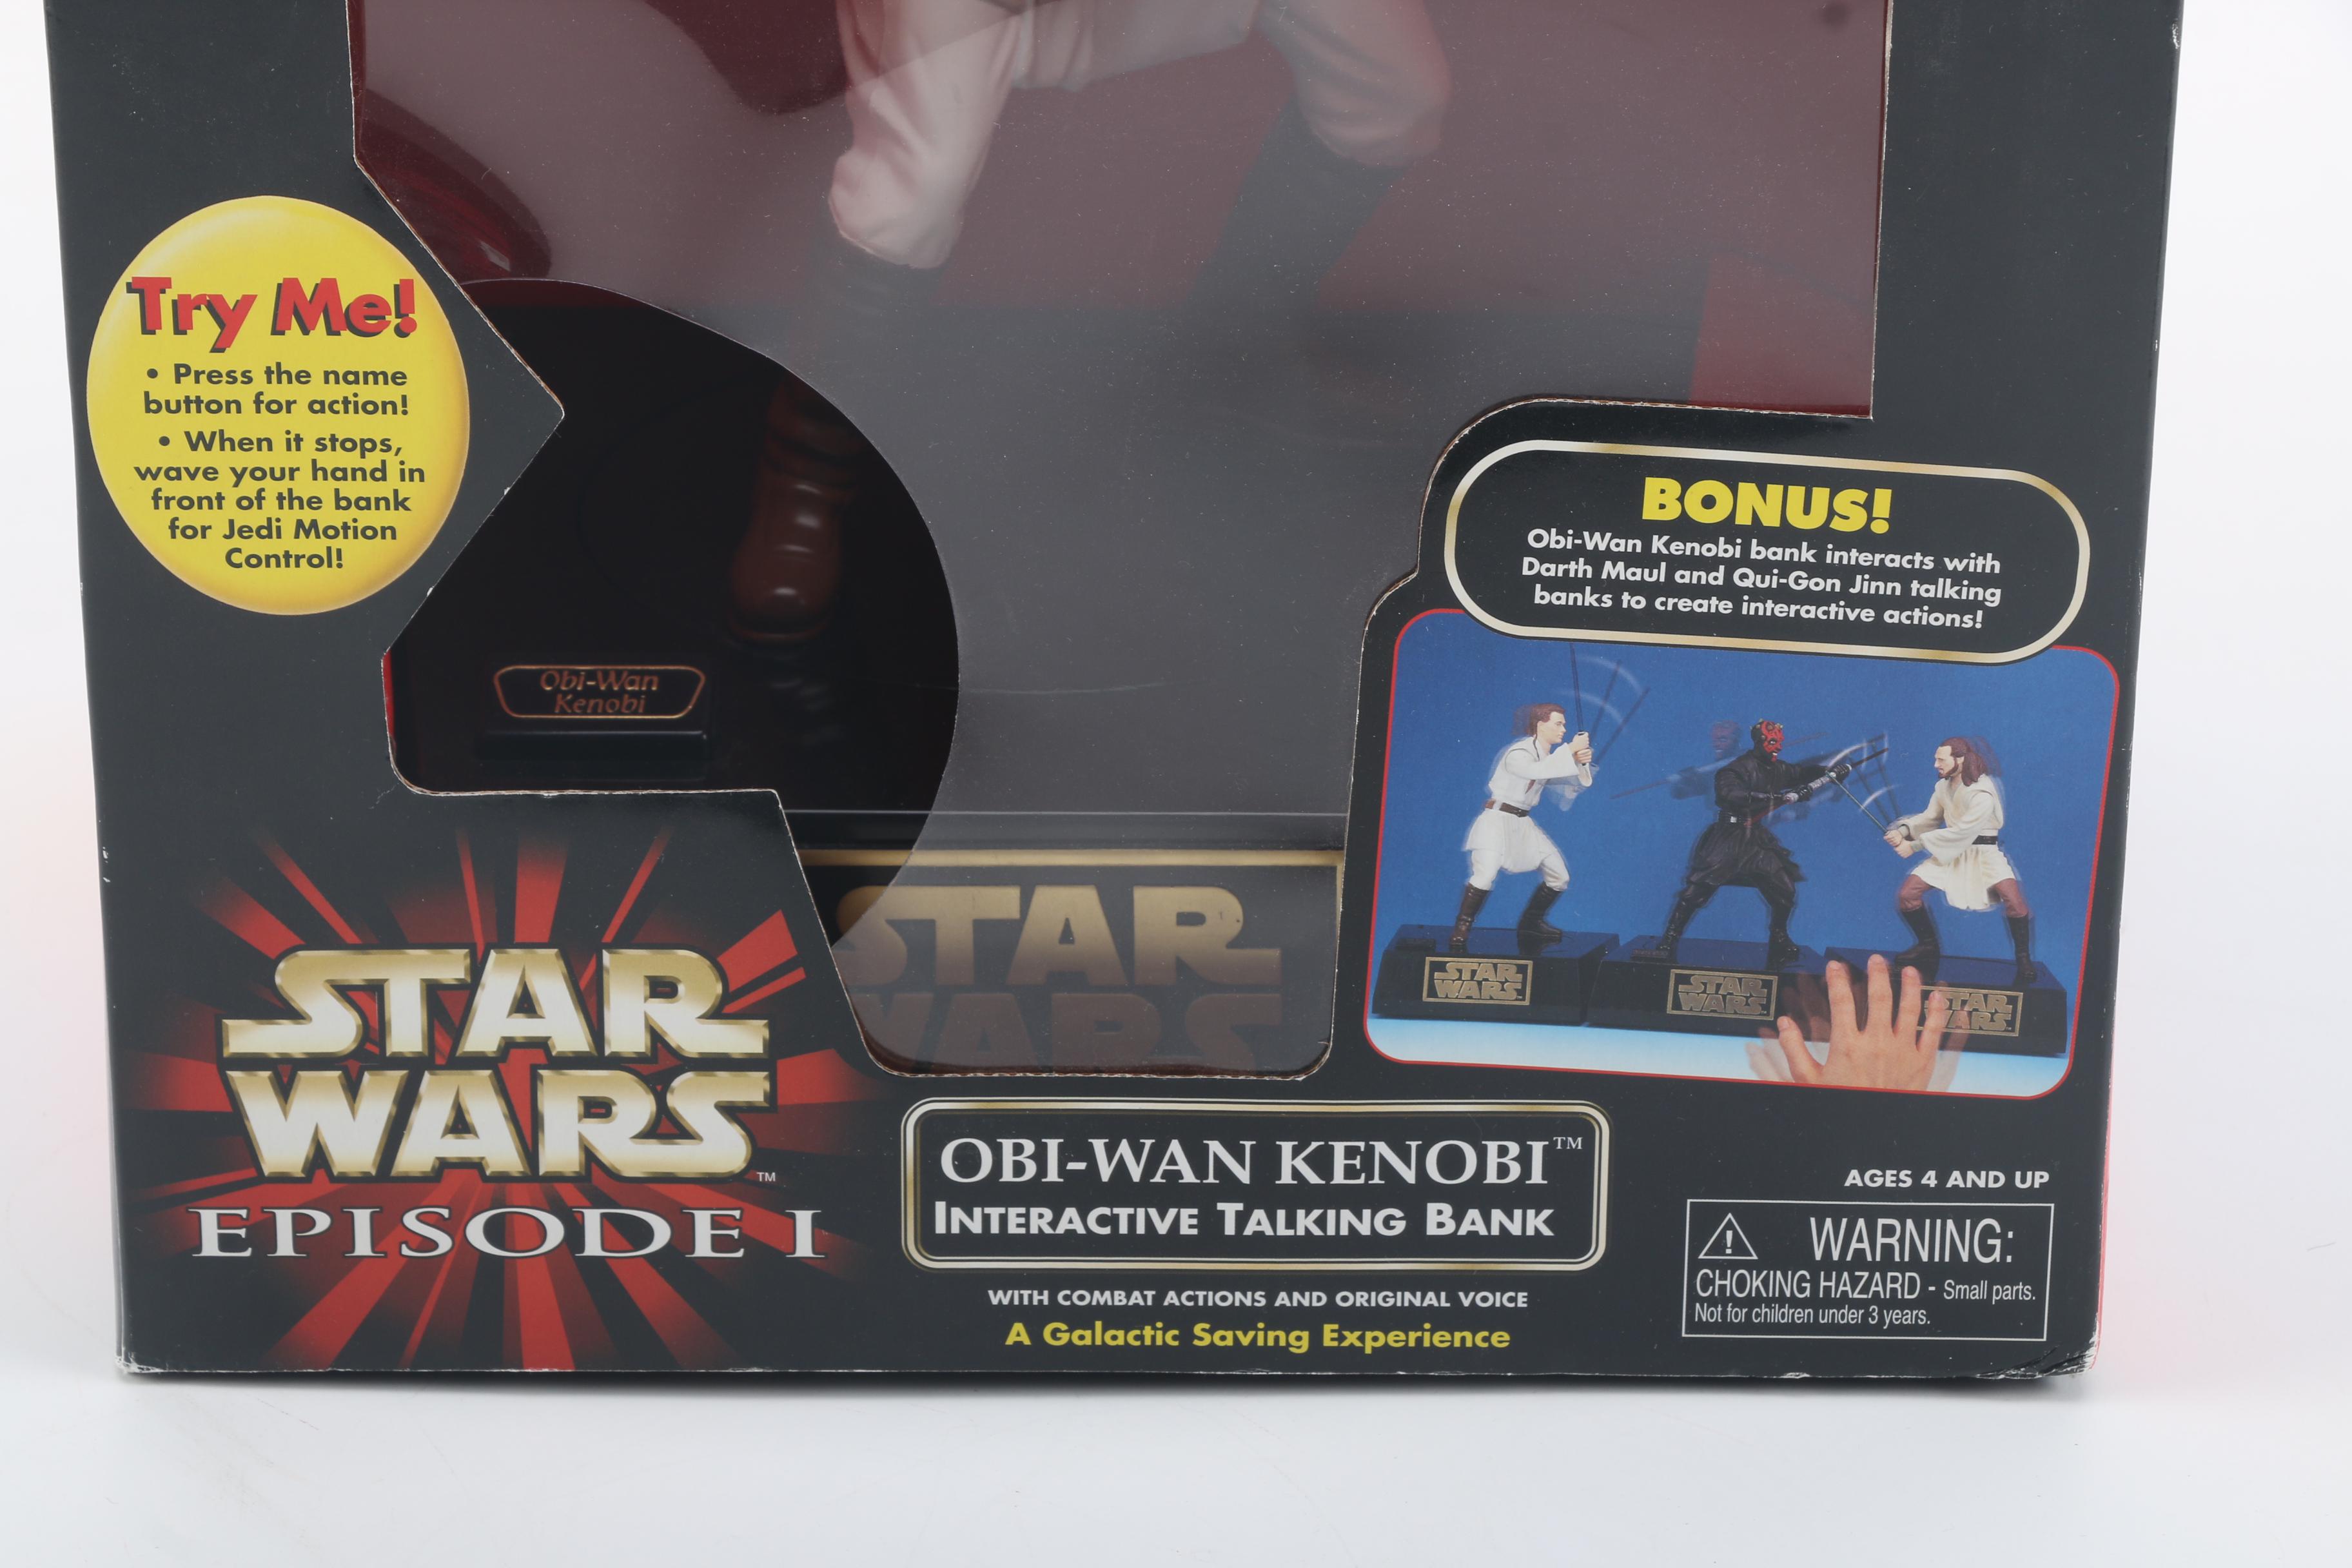 Try Me!
• Press the name
button for action!
• When it stops,
wave your hand in
front of the bank
for Jedi Motion
Control!
BONUS!
Obi-Wan Kenobi bank interacts with
Darth Maul and Qui-Gon Jinn talking
banks to create interactive actions!
Obi-Wan
Kenobi
STAR
WARS
STAR
WARS
STAR
WARS
STAR
WARS
STAR
WARS™
EPISODE I
OBI-WAN KENOBI™
INTERACTIVE TALKING BANK
WITH COMBAT ACTIONS AND ORIGINAL VOICE
A Galactic Saving Experience
AGES 4 AND UP
WARNING:
CHOKING HAZARD - Small parts.
Not for children under 3 years.